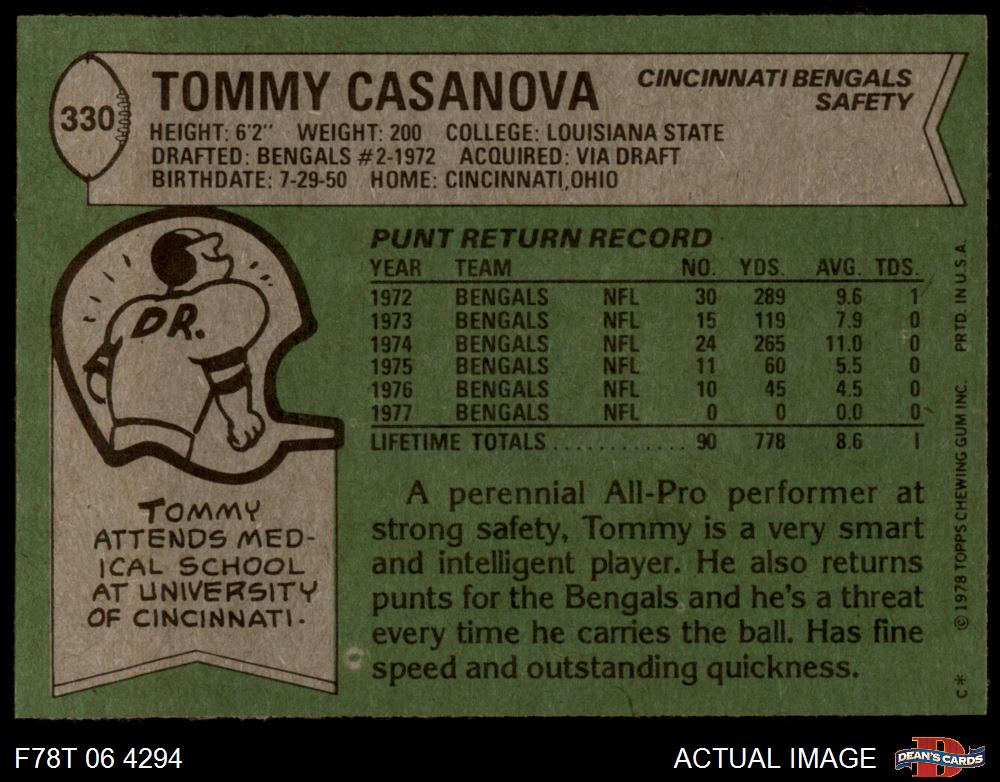 330
TOMMY CASANOVA
CINCINNATI BENGALS
SAFETY
HEIGHT: 6'2" WEIGHT: 200 COLLEGE: LOUISIANA STATE
DRAFTED: BENGALS #2-1972 ACQUIRED: VIA DRAFT
BIRTHDATE: 7-29-50 HOME: CINCINNATI, OHIO
DR.
TOMMY
ATTENDS MED-
ICAL SCHOOL
AT UNIVERSITY
OF CINCINNATI.
PUNT RETURN RECORD
YEAR TEAM NO. YDS. AVG. TDS.
1972 BENGALS NFL 30 289 9.6 1
1973 BENGALS NFL 15 119 7.9 0
1974 BENGALS NFL 24 265 11.0 0
1975 BENGALS NFL 11 60 5.5 0
1976 BENGALS NFL 10 45 4.5 0
1977 BENGALS NFL 0 0 0.0 0
LIFETIME TOTALS............ 90 778 8.6 1
A perennial All-Pro performer at
strong safety, Tommy is a very smart
and intelligent player. He also returns
punts for the Bengals and he's a threat
every time he carries the ball. Has fine
speed and outstanding quickness.
C* © 1978 TOPPS CHEWING GUM INC. PRTD. IN U.S.A.
F78T 06 4294
ACTUAL IMAGE
D
DEAN'S CARDS